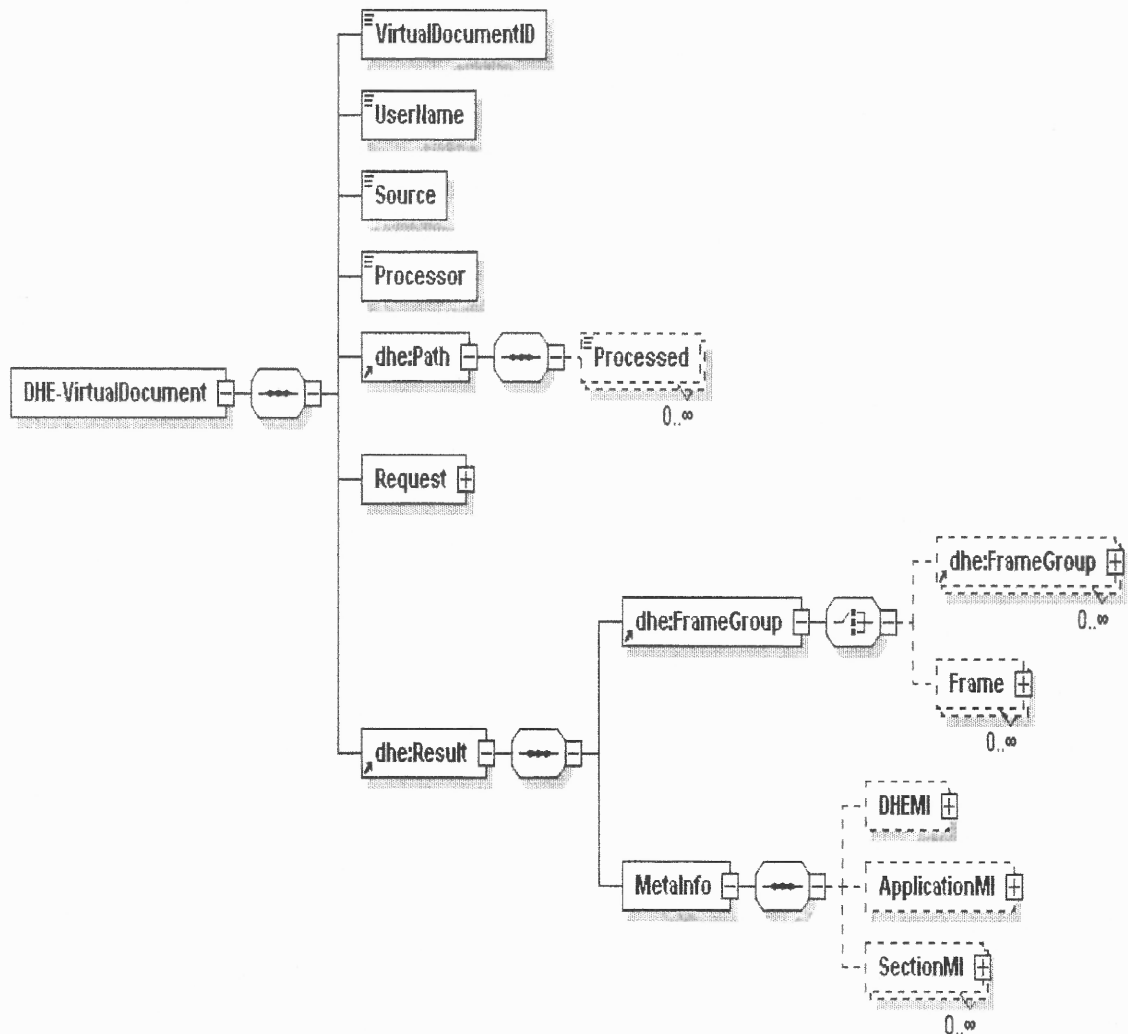 VirtualDocumentID
UserName
Source
Processor
dhe:Path
Processed
0..∞
DHE-VirtualDocument
Request
dhe:FrameGroup
0..∞
dhe:FrameGroup
Frame
0..∞
dhe:Result
DHEMI
MetaInfo
ApplicationMI
SectionMI
0..∞